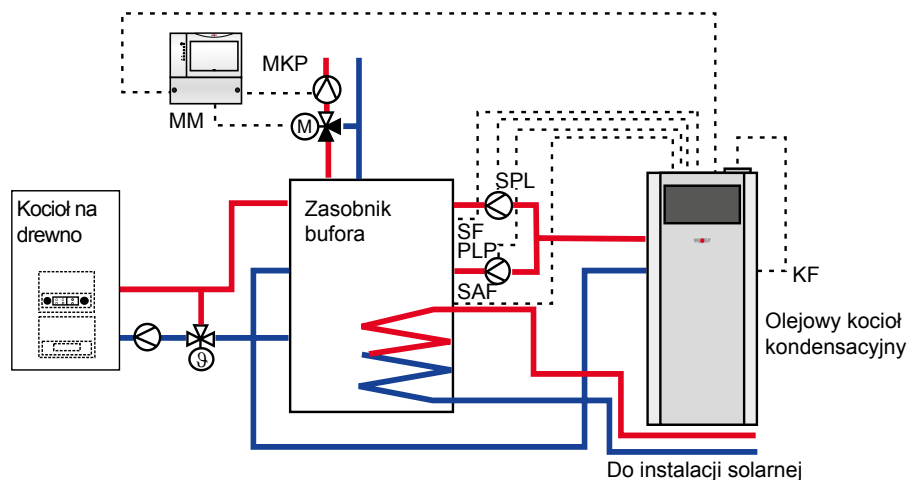 MKP
MM
M
Kocioł na
drewno
Zasobnik
bufora
SPL
SF
PLP
SAF
KF
Olejowy kocioł
kondensacyjny
ϑ
Do instalacji solarnej